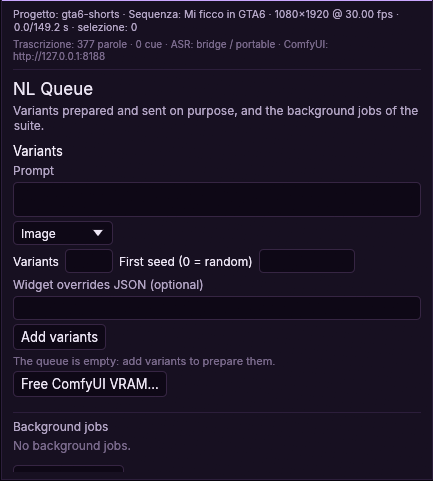 Progetto: gta6-shorts · Sequenza: Mi ficco in GTA6 · 1080×1920 @ 30.00 fps ·
0.0/149.2 s · selezione: 0
Trascrizione: 377 parole · 0 cue · ASR: bridge / portable · ComfyUI:
http://127.0.0.1:8188
NL Queue
Variants prepared and sent on purpose, and the background jobs of the
suite.
Variants
Prompt
Image
Variants First seed (0 = random)
Widget overrides JSON (optional)
Add variants
The queue is empty: add variants to prepare them.
Free ComfyUI VRAM...
Background jobs
No background jobs.